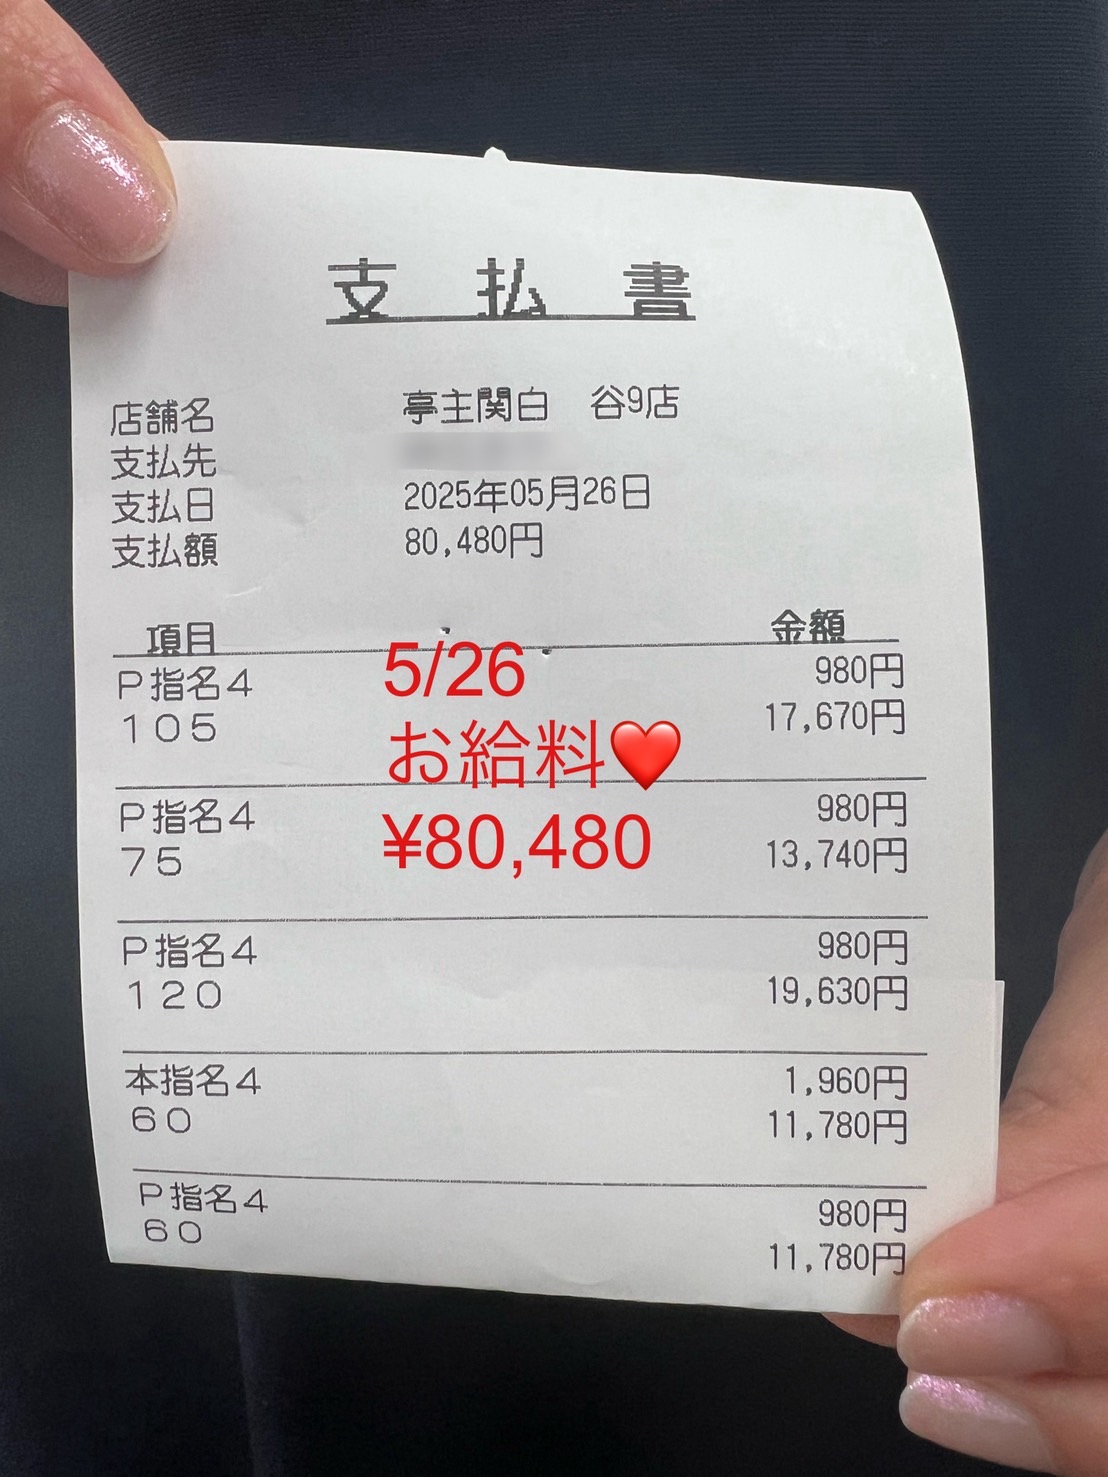 支払書
店舗名 亭主関白 谷9店
支払先
支払日 2025年05月26日
支払額 80,480円
項目 金額
P指名4 980円
105 17,670円
5/26
お給料❤️
¥80,480
P指名4 980円
75 13,740円
P指名4 980円
120 19,630円
本指名4 1,960円
60 11,780円
P指名4 980円
60 11,780円